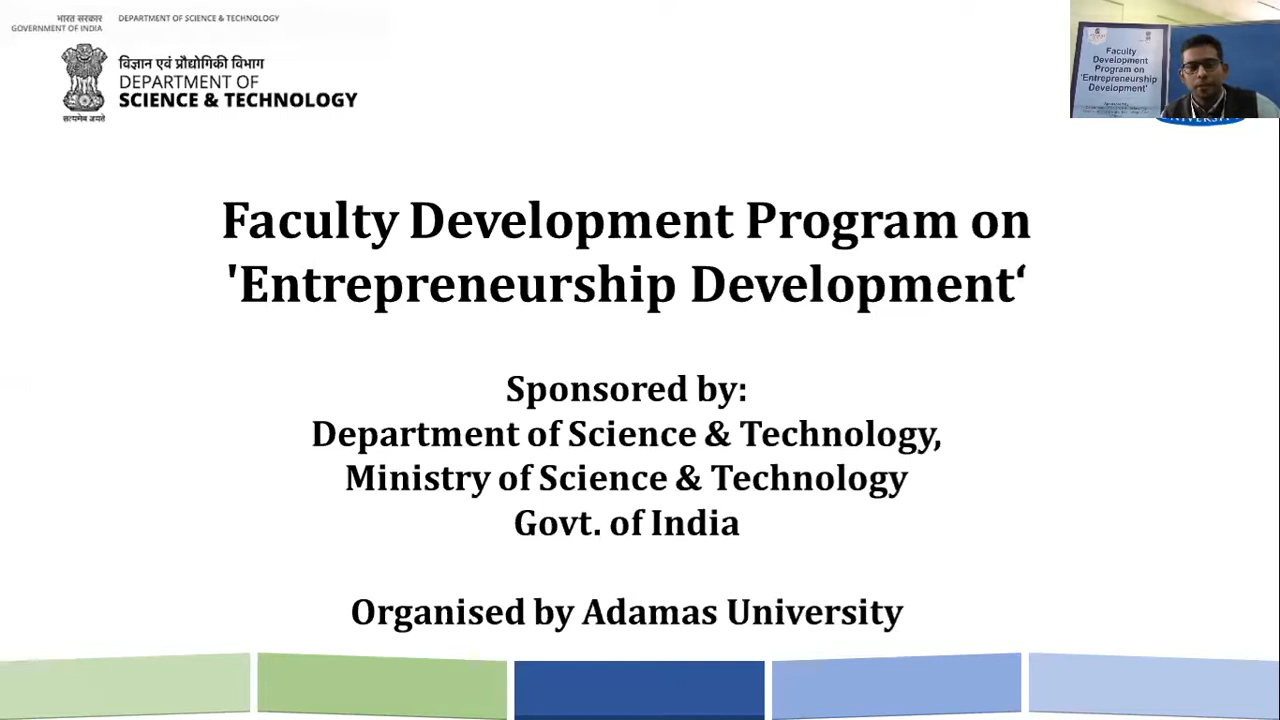 भारत सरकार
GOVERNMENT OF INDIA
DEPARTMENT OF SCIENCE & TECHNOLOGY
विज्ञान एवं प्रौद्योगिकी विभाग
DEPARTMENT OF
SCIENCE & TECHNOLOGY
सत्यमेव जयते
Faculty
Development
Program on
'Entrepreneurship
Development'
Faculty Development Program on
'Entrepreneurship Development‘
Sponsored by:
Department of Science & Technology,
Ministry of Science & Technology
Govt. of India
Organised by Adamas University